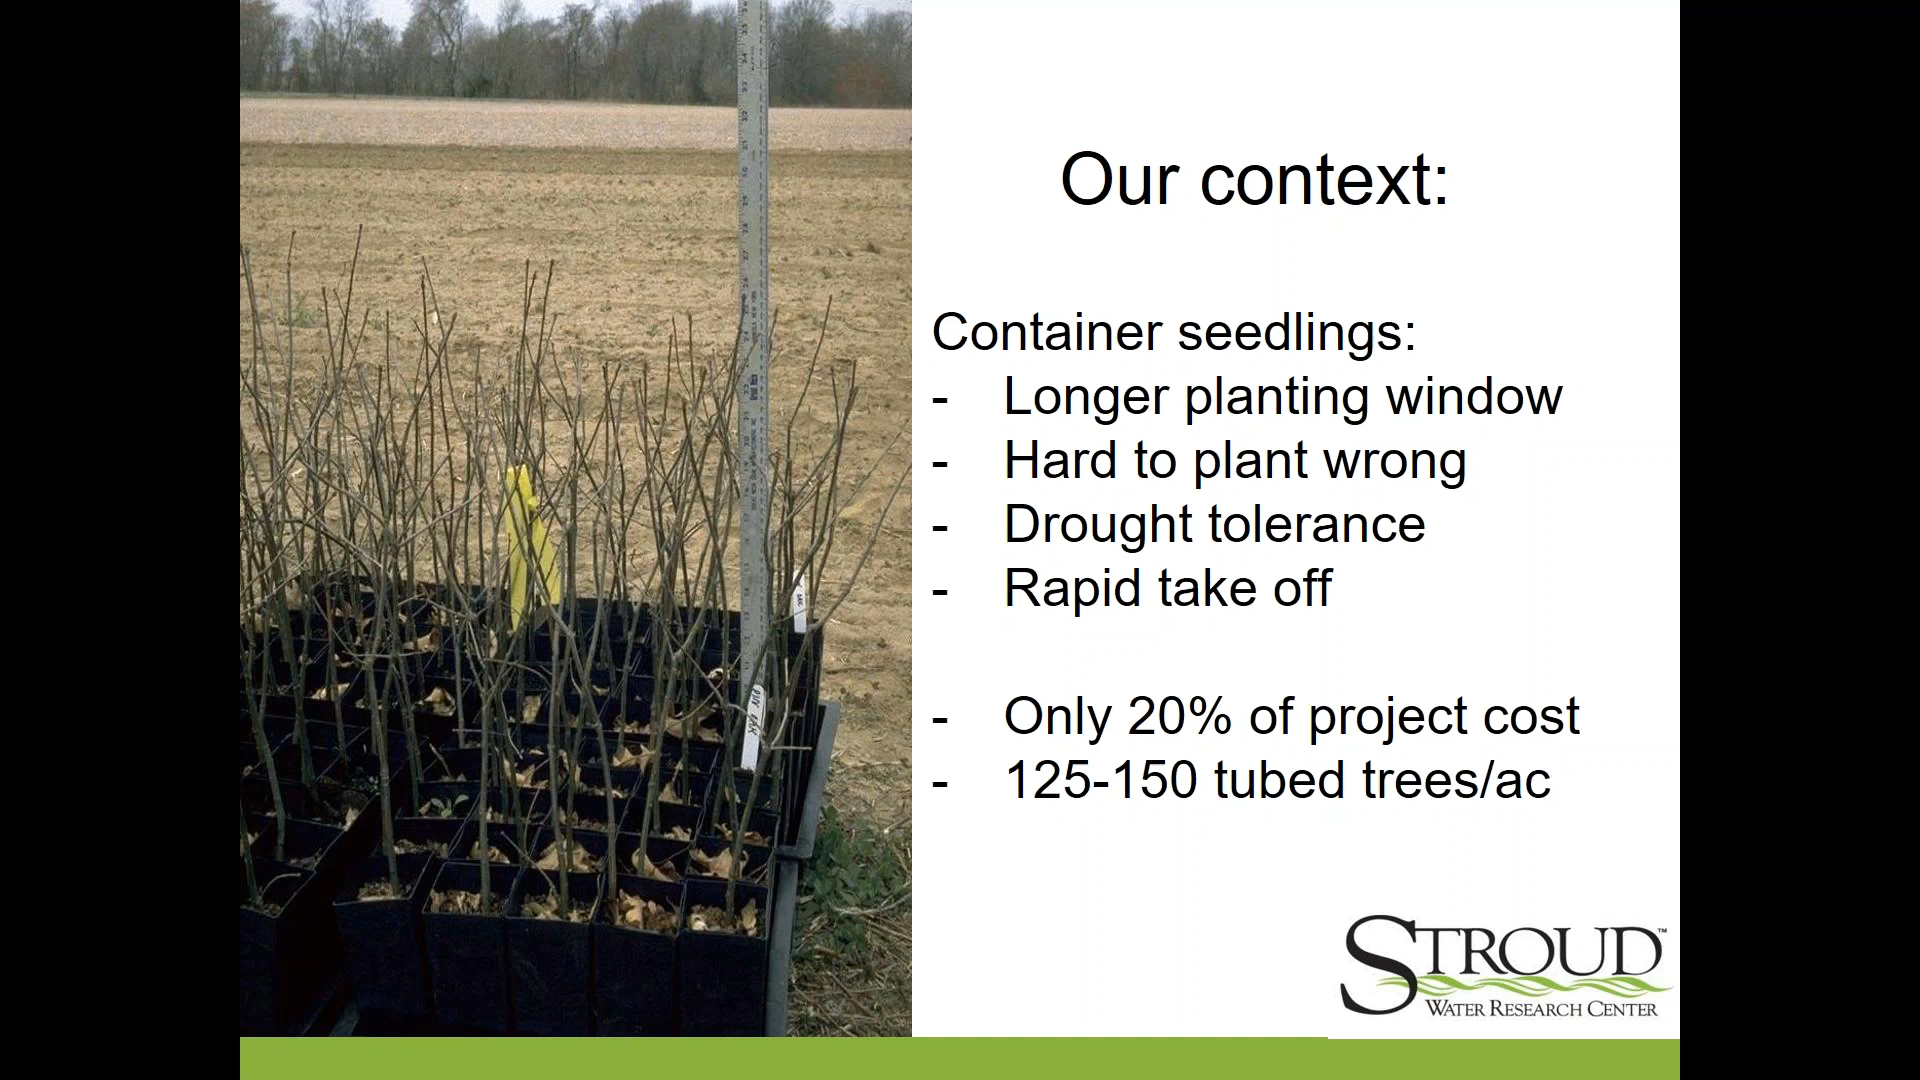 Our context:
Container seedlings:
- Longer planting window
- Hard to plant wrong
- Drought tolerance
- Rapid take off
- Only 20% of project cost
- 125-150 tubed trees/ac
STROUD™
WATER RESEARCH CENTER